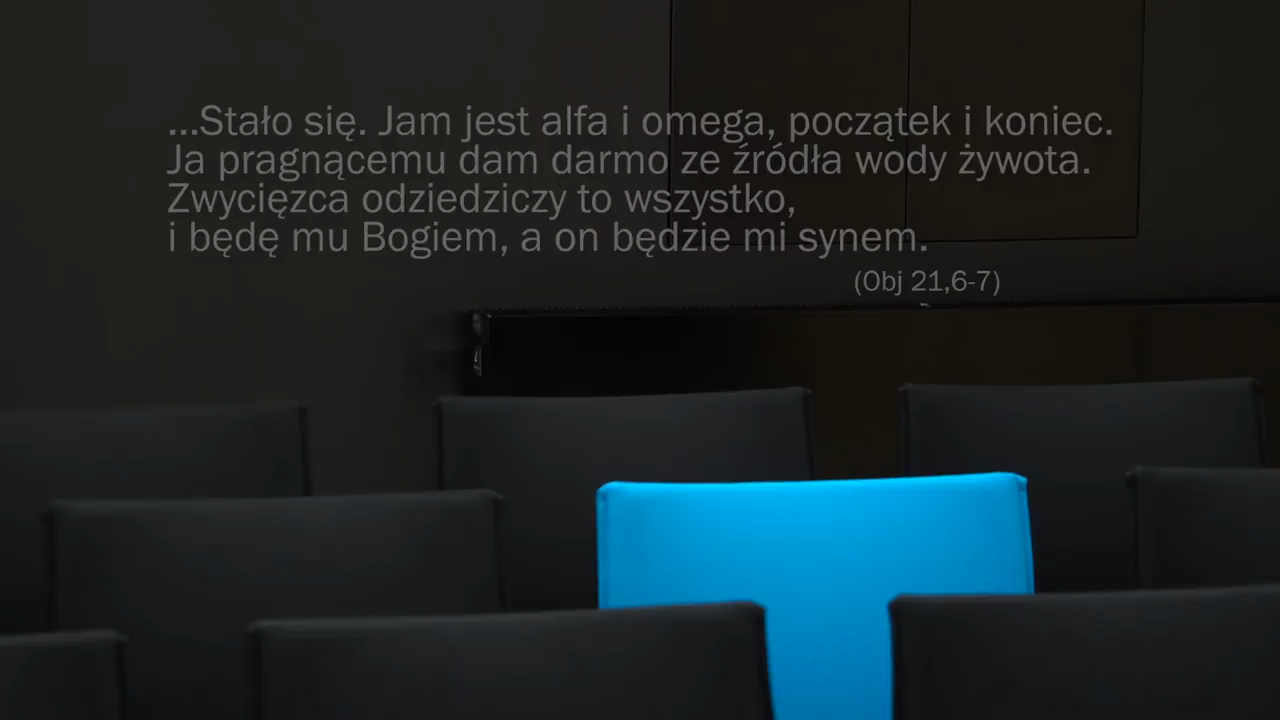 ...Stało się. Jam jest alfa i omega, początek i koniec.
Ja pragnącemu dam darmo ze źródła wody żywota.
Zwycięzca odziedziczy to wszystko,
i będę mu Bogiem, a on będzie mi synem.
(Obj 21,6-7)